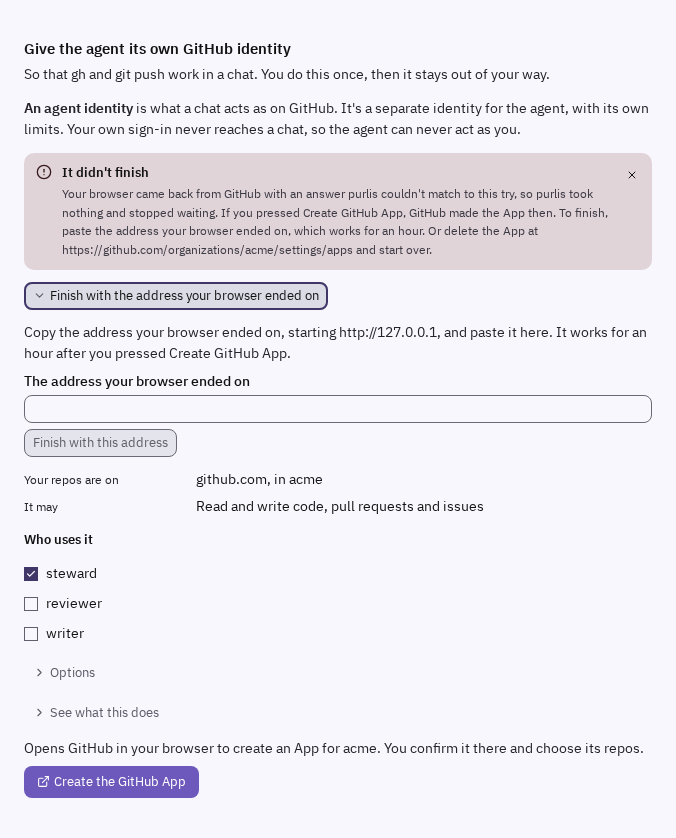 Give the agent its own GitHub identity
So that gh and git push work in a chat. You do this once, then it stays out of your way.
An agent identity is what a chat acts as on GitHub. It's a separate identity for the agent, with its own
limits. Your own sign-in never reaches a chat, so the agent can never act as you.
It didn't finish
Your browser came back from GitHub with an answer purlis couldn't match to this try, so purlis took
nothing and stopped waiting. If you pressed Create GitHub App, GitHub made the App then. To finish,
paste the address your browser ended on, which works for an hour. Or delete the App at
https://github.com/organizations/acme/settings/apps and start over.
Finish with the address your browser ended on
Copy the address your browser ended on, starting http://127.0.0.1, and paste it here. It works for an
hour after you pressed Create GitHub App.
The address your browser ended on
Finish with this address
Your repos are on github.com, in acme
It may Read and write code, pull requests and issues
Who uses it
steward
reviewer
writer
Options
See what this does
Opens GitHub in your browser to create an App for acme. You confirm it there and choose its repos.
Create the GitHub App